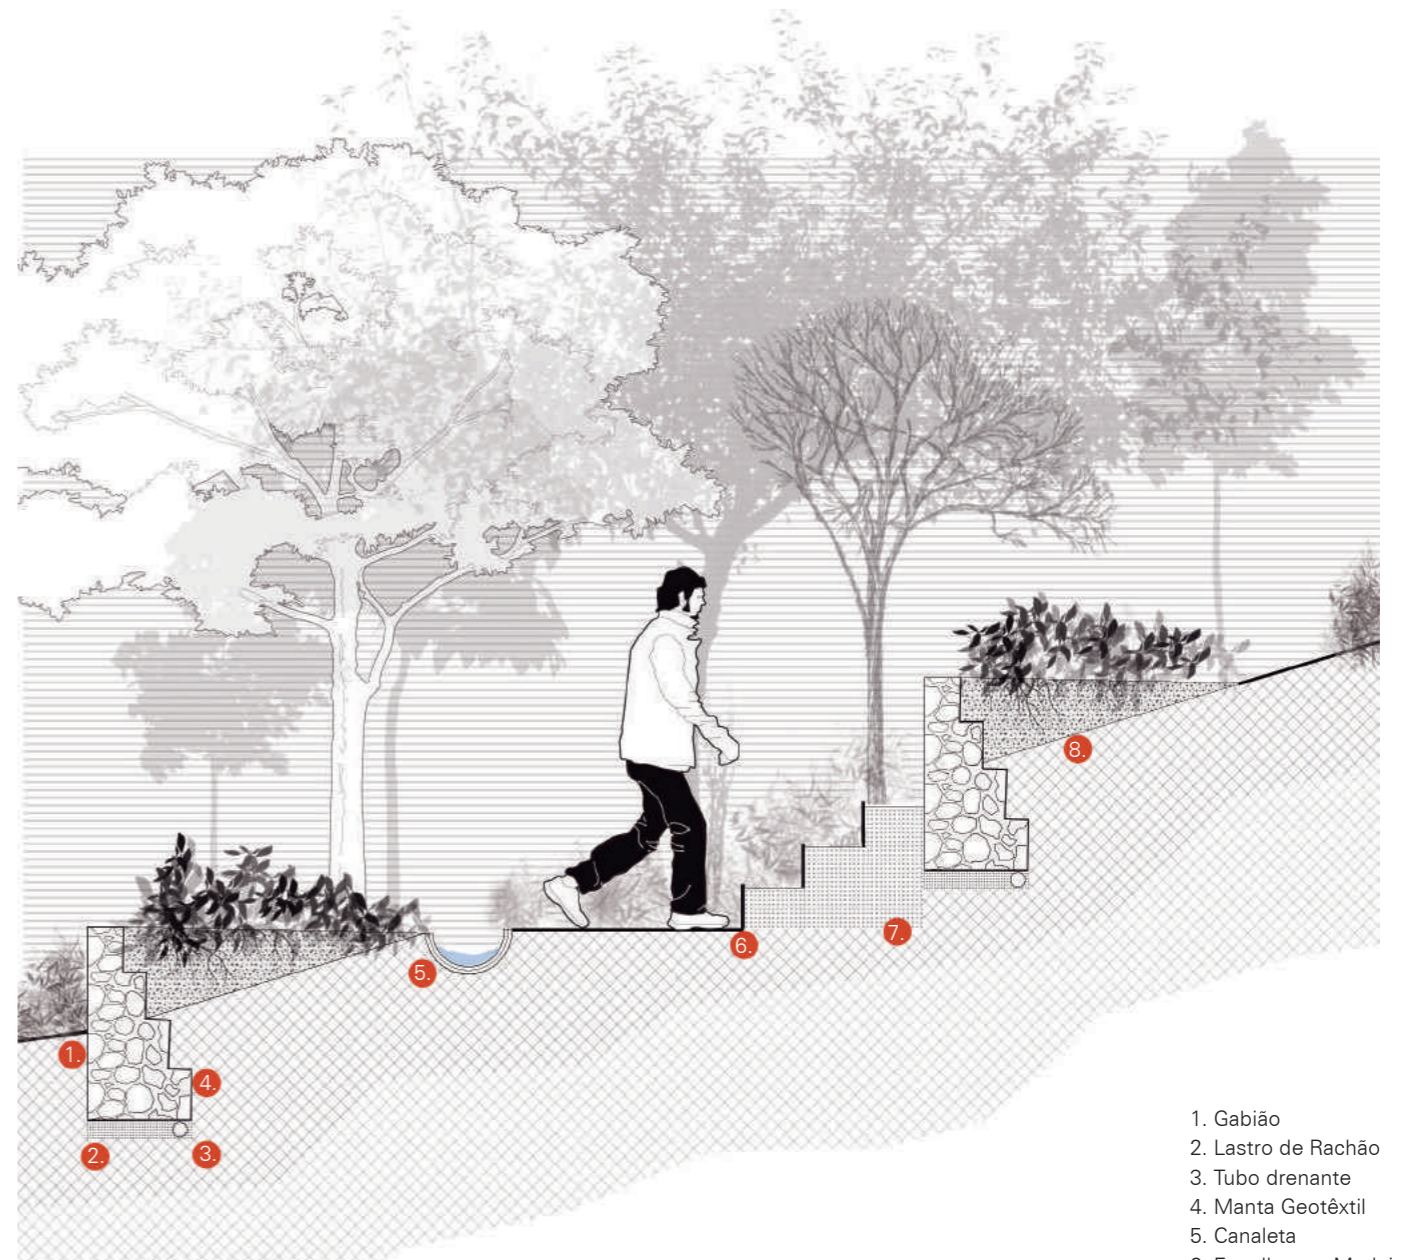 8.
5.
6.
7.
1.
4.
2.
3.
1. Gabião
2. Lastro de Rachão
3. Tubo drenante
4. Manta Geotêxtil
5. Canaleta